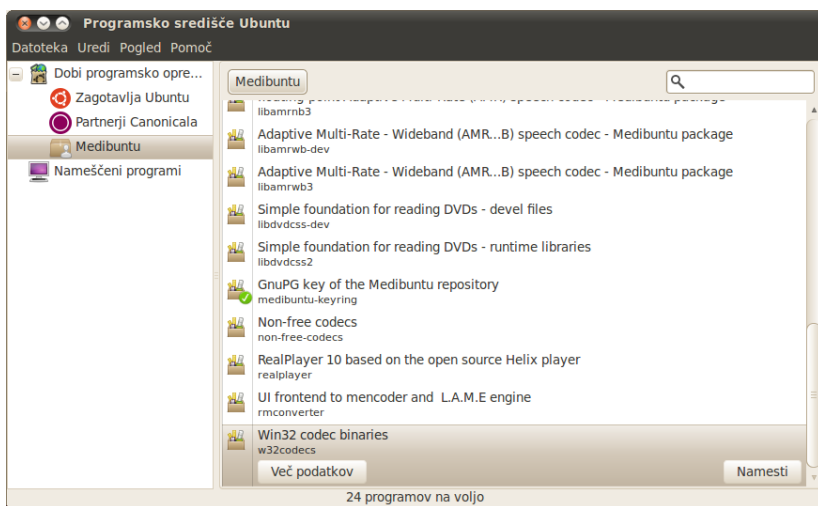 Programsko središče Ubuntu
Datoteka Uredi Pogled Pomoč
Dobi programsko opre...
Zagotavlja Ubuntu
Partnerji Canonicala
Medibuntu
Nameščeni programi
Medibuntu
libamrnb3
Adaptive Multi-Rate - Wideband (AMR...B) speech codec - Medibuntu package
libamrwb-dev
Adaptive Multi-Rate - Wideband (AMR...B) speech codec - Medibuntu package
libamrwb3
Simple foundation for reading DVDs - devel files
libdvdcss-dev
Simple foundation for reading DVDs - runtime libraries
libdvdcss2
GnuPG key of the Medibuntu repository
medibuntu-keyring
Non-free codecs
non-free-codecs
RealPlayer 10 based on the open source Helix player
realplayer
UI frontend to mencoder and L.A.M.E engine
rmconverter
Win32 codec binaries
w32codecs
Več podatkov
Namesti
24 programov na voljo